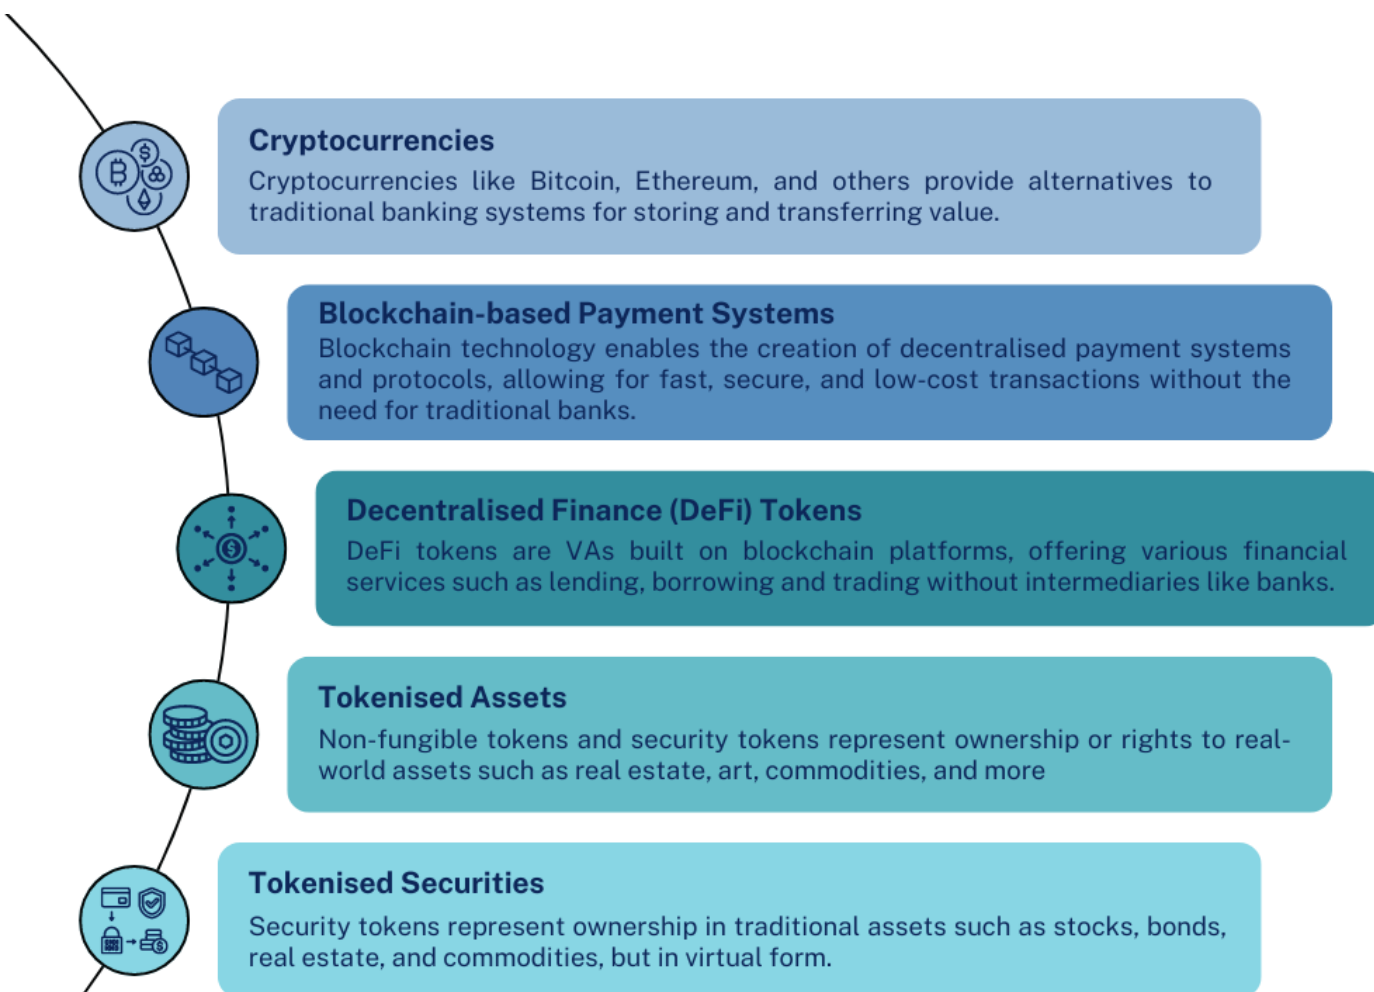 Cryptocurrencies
Cryptocurrencies like Bitcoin, Ethereum, and others provide alternatives to
traditional banking systems for storing and transferring value.
Blockchain-based Payment Systems
Blockchain technology enables the creation of decentralised payment systems
and protocols, allowing for fast, secure, and low-cost transactions without the
need for traditional banks.
Decentralised Finance (DeFi) Tokens
DeFi tokens are VAs built on blockchain platforms, offering various financial
services such as lending, borrowing and trading without intermediaries like banks.
Tokenised Assets
Non-fungible tokens and security tokens represent ownership or rights to real-
world assets such as real estate, art, commodities, and more
Tokenised Securities
Security tokens represent ownership in traditional assets such as stocks, bonds,
real estate, and commodities, but in virtual form.